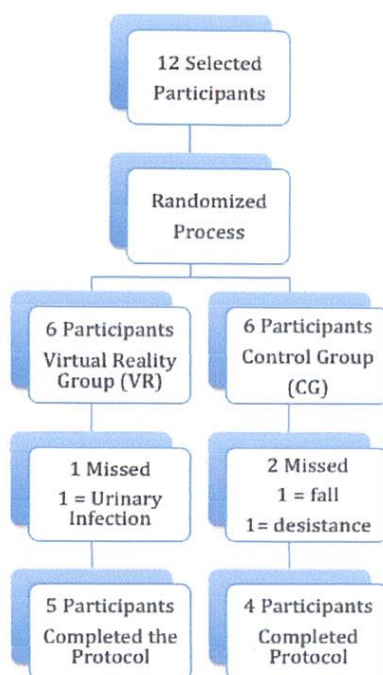 12 Selected
Participants
Randomized
Process
6 Participants
Virtual Reality
Group (VR)
6 Participants
Control Group
(CG)
1 Missed
1 = Urinary
Infection
2 Missed
1 = fall
1= desistance
5 Participants
Completed the
Protocol
4 Participants
Completed
Protocol